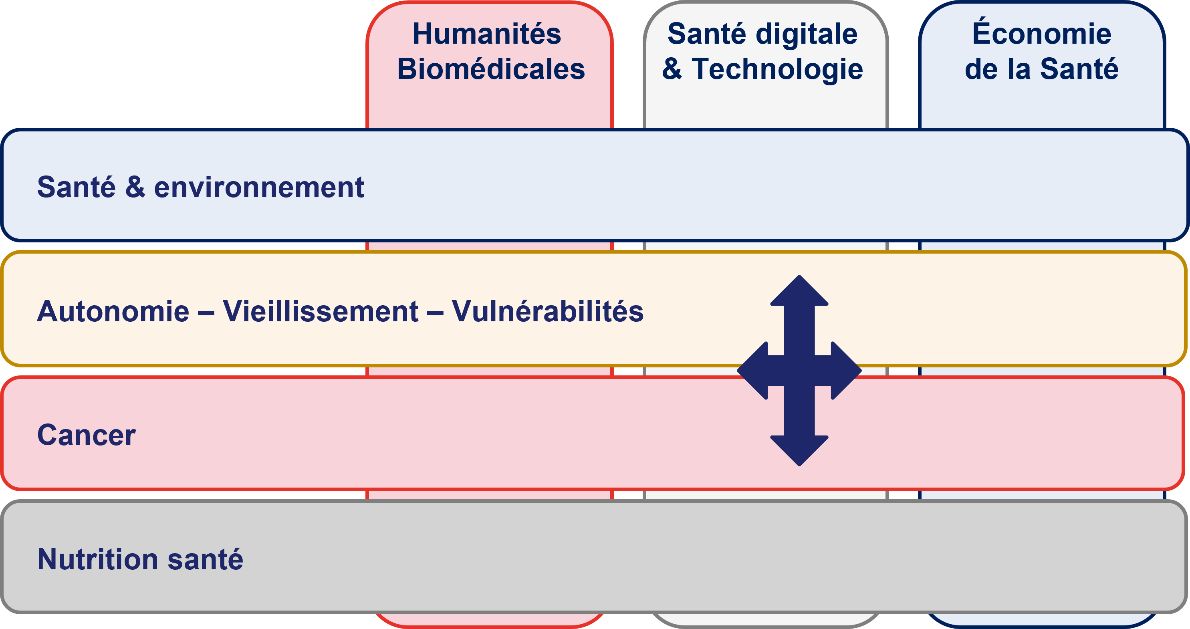 Humanités
Biomédicales
Santé digitale
& Technologie
Économie
de la Santé
Santé & environnement
Autonomie – Vieillissement – Vulnérabilités
Cancer
Nutrition santé